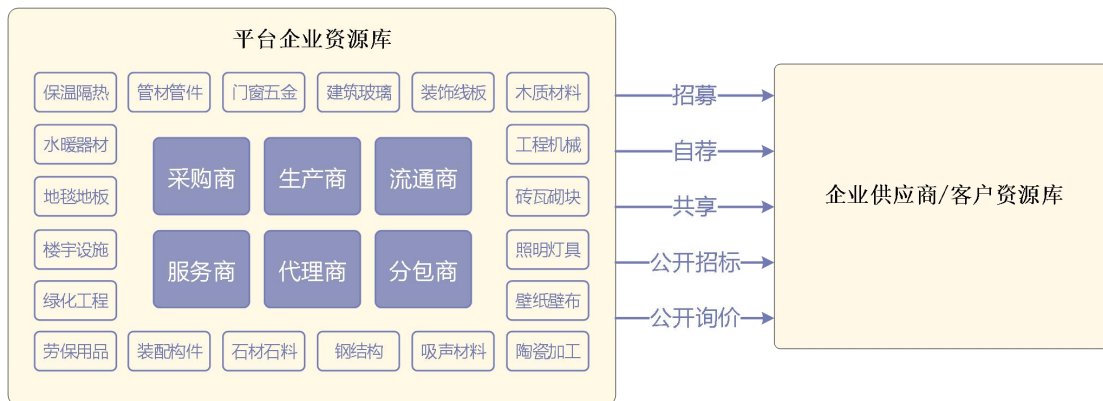 平台企业资源库
保温隔热 管材管件 门窗五金 建筑玻璃 装饰线板 木质材料
水暖器材 工程机械
地毯地板 砖瓦砌块
楼宇设施 照明灯具
绿化工程 壁纸壁布
劳保用品 装配构件 石材石料 钢结构 吸声材料 陶瓷加工
采购商 生产商 流通商
服务商 代理商 分包商
招募
自荐
共享
公开招标
公开询价
企业供应商/客户资源库